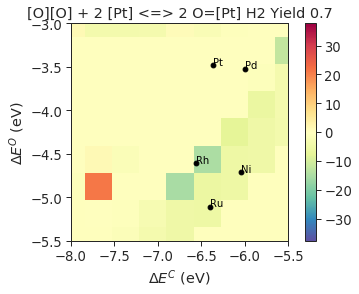 [O][O] + 2 [Pt] <=> 2 O=[Pt] H2 Yield 0.7
−3.0
−3.5
−4.0
−4.5
−5.0
−5.5
ΔE^O (eV)
Pt
Pd
Rh
Ni
Ru
−8.0 −7.5 −7.0 −6.5 −6.0 −5.5
ΔE^C (eV)
30
20
10
0
−10
−20
−30